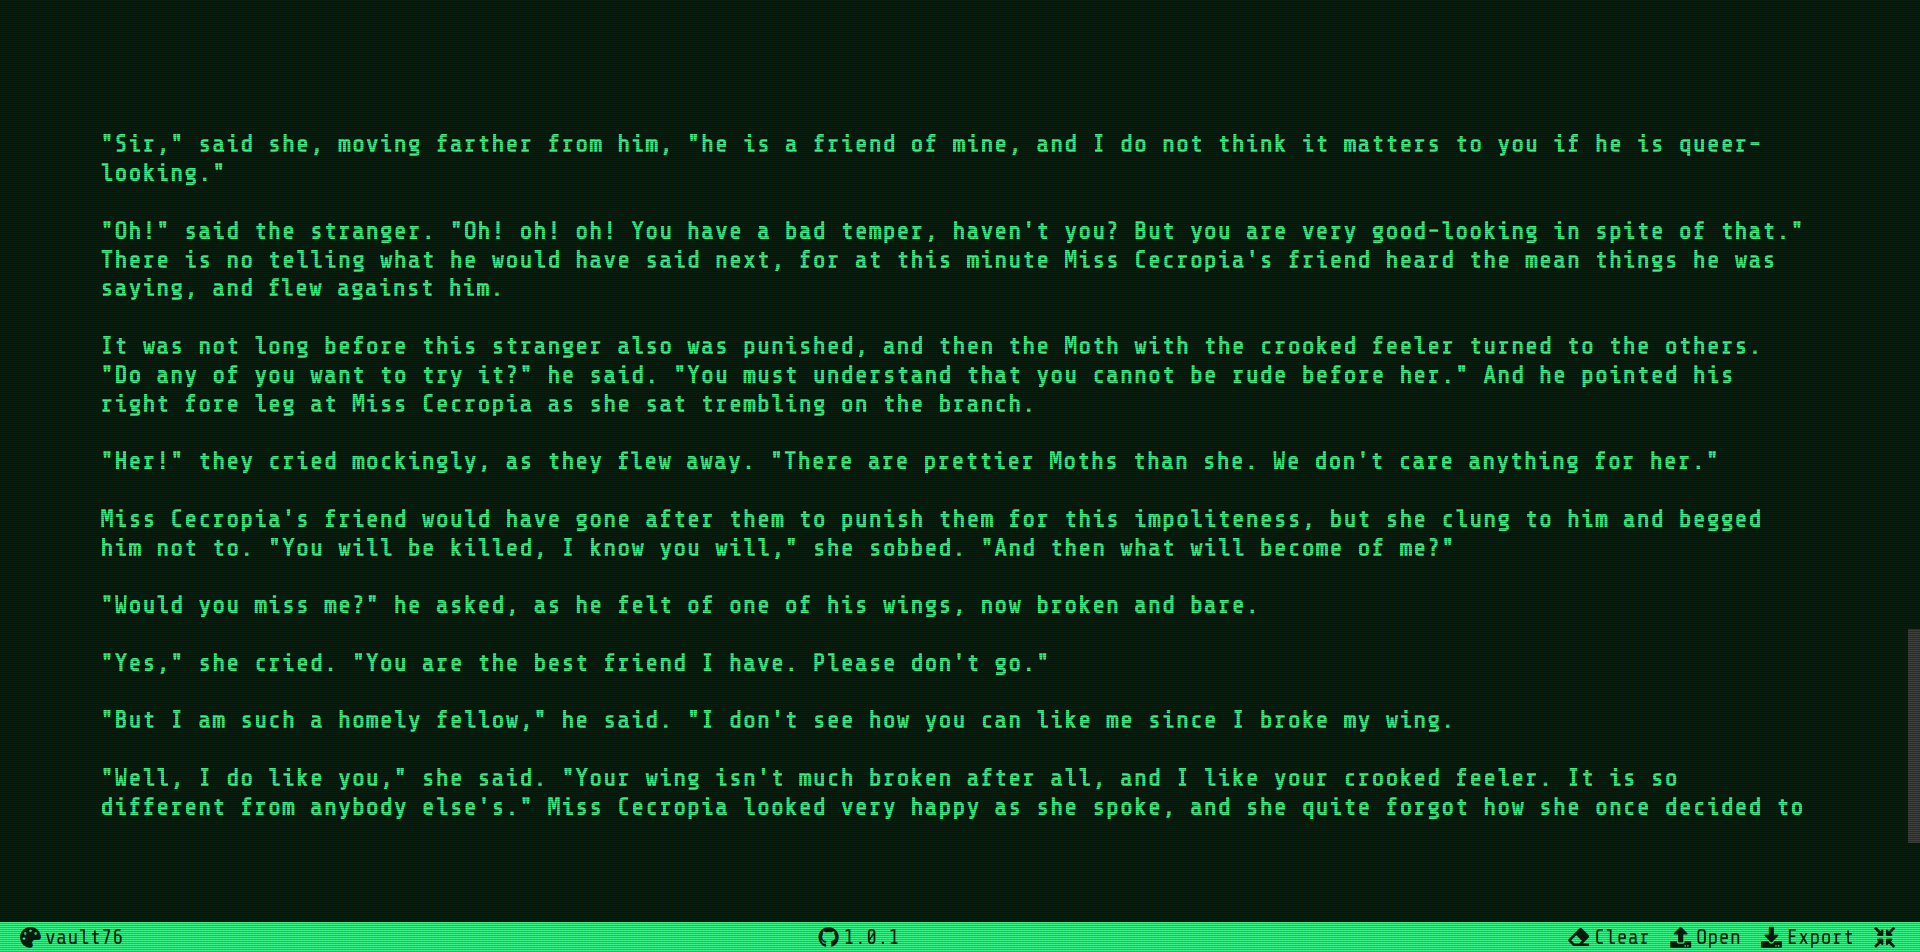 "Sir," said she, moving farther from him, "he is a friend of mine, and I do not think it matters to you if he is queer-
looking."
"Oh!" said the stranger. "Oh! oh! oh! You have a bad temper, haven't you? But you are very good-looking in spite of that."
There is no telling what he would have said next, for at this minute Miss Cecropia's friend heard the mean things he was
saying, and flew against him.
It was not long before this stranger also was punished, and then the Moth with the crooked feeler turned to the others.
"Do any of you want to try it?" he said. "You must understand that you cannot be rude before her." And he pointed his
right fore leg at Miss Cecropia as she sat trembling on the branch.
"Her!" they cried mockingly, as they flew away. "There are prettier Moths than she. We don't care anything for her."
Miss Cecropia's friend would have gone after them to punish them for this impoliteness, but she clung to him and begged
him not to. "You will be killed, I know you will," she sobbed. "And then what will become of me?"
"Would you miss me?" he asked, as he felt of one of his wings, now broken and bare.
"Yes," she cried. "You are the best friend I have. Please don't go."
"But I am such a homely fellow," he said. "I don't see how you can like me since I broke my wing.
"Well, I do like you," she said. "Your wing isn't much broken after all, and I like your crooked feeler. It is so
different from anybody else's." Miss Cecropia looked very happy as she spoke, and she quite forgot how she once decided to
vault76 1.0.1 Clear Open Export